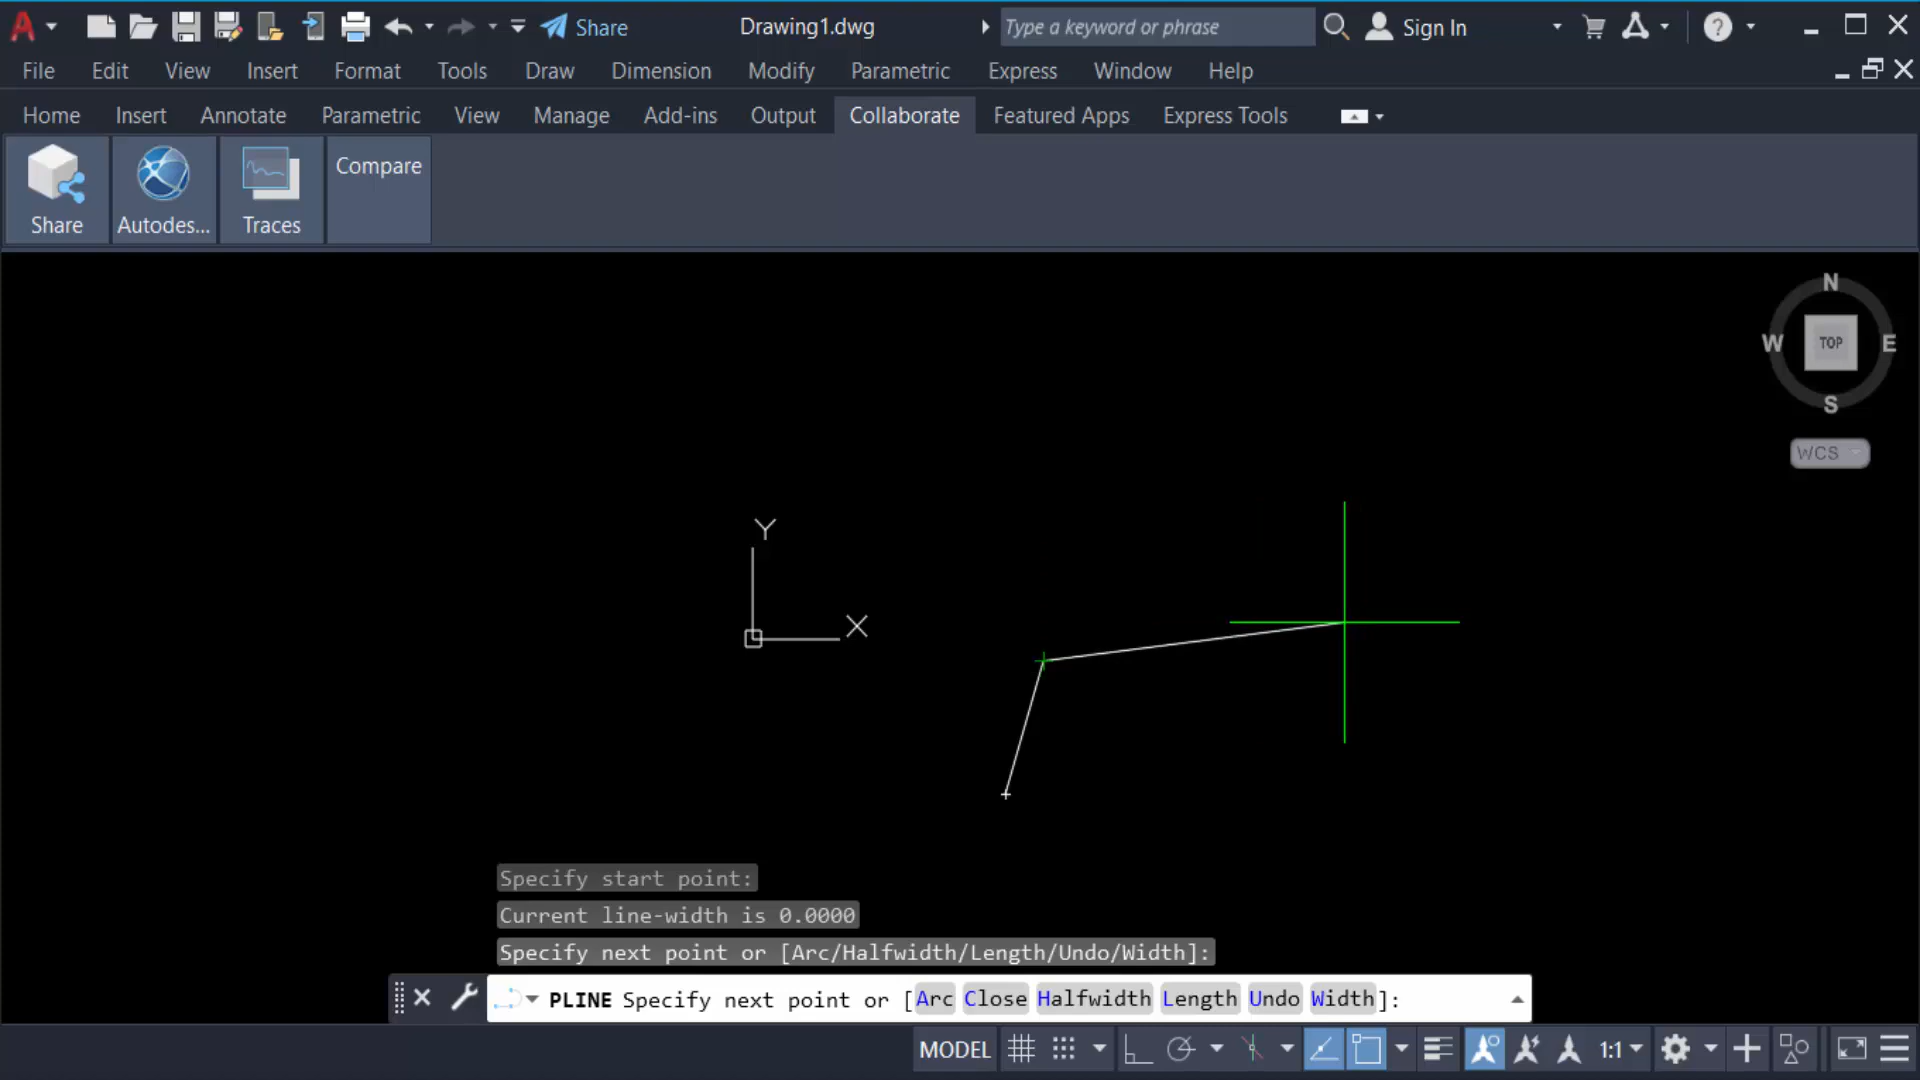 Share Drawing1.dwg Type a keyword or phrase Sign In
File Edit View Insert Format Tools Draw Dimension Modify Parametric Express Window Help
Home Insert Annotate Parametric View Manage Add-ins Output Collaborate Featured Apps Express Tools
Share Autodes... Traces Compare
N
W TOP E
S
WCS
Y
X
Specify start point:
Current line-width is 0.0000
Specify next point or [Arc/Halfwidth/Length/Undo/Width]:
PLINE Specify next point or [Arc Close Halfwidth Length Undo Width]:
MODEL 1:1